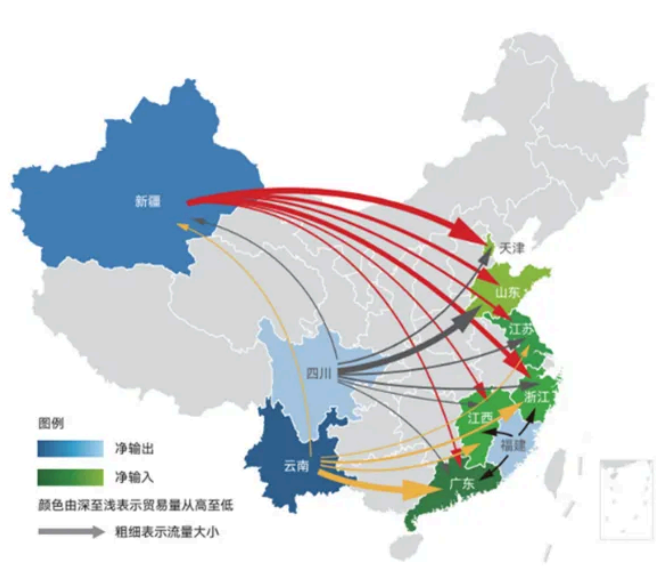 新疆
天津
山东
江苏
四川
浙江
江西
福建
云南
广东
图例
净输出
净输入
颜色由深至浅表示贸易量从高至低
粗细表示流量大小